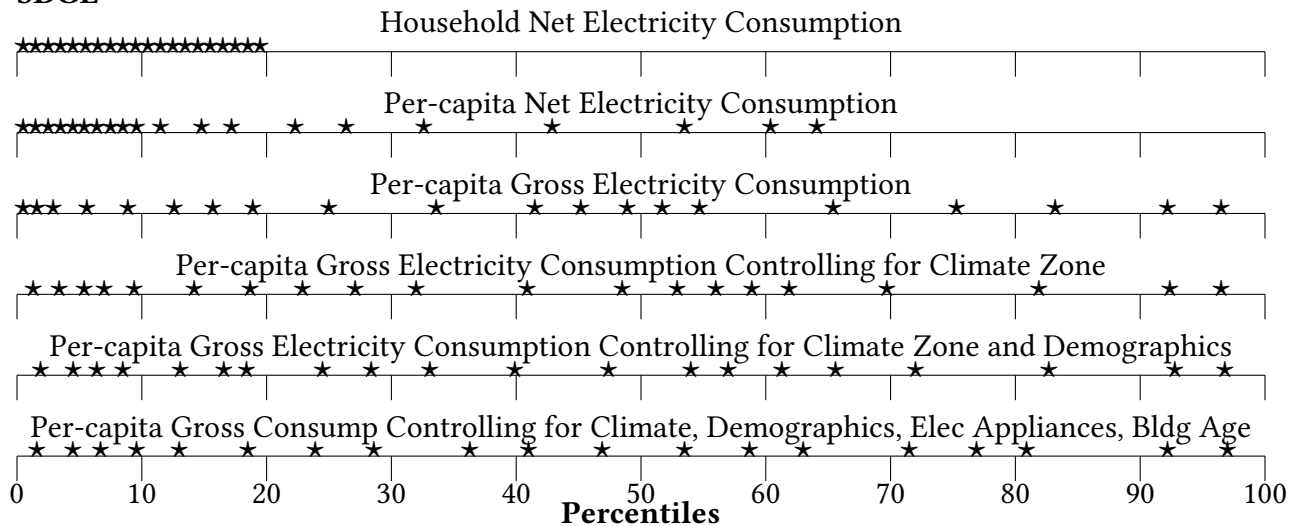 Household Net Electricity Consumption
Per-capita Net Electricity Consumption
Per-capita Gross Electricity Consumption
Per-capita Gross Electricity Consumption Controlling for Climate Zone
Per-capita Gross Electricity Consumption Controlling for Climate Zone and Demographics
Per-capita Gross Consump Controlling for Climate, Demographics, Elec Appliances, Bldg Age
0 10 20 30 40 50 60 70 80 90 100
Percentiles